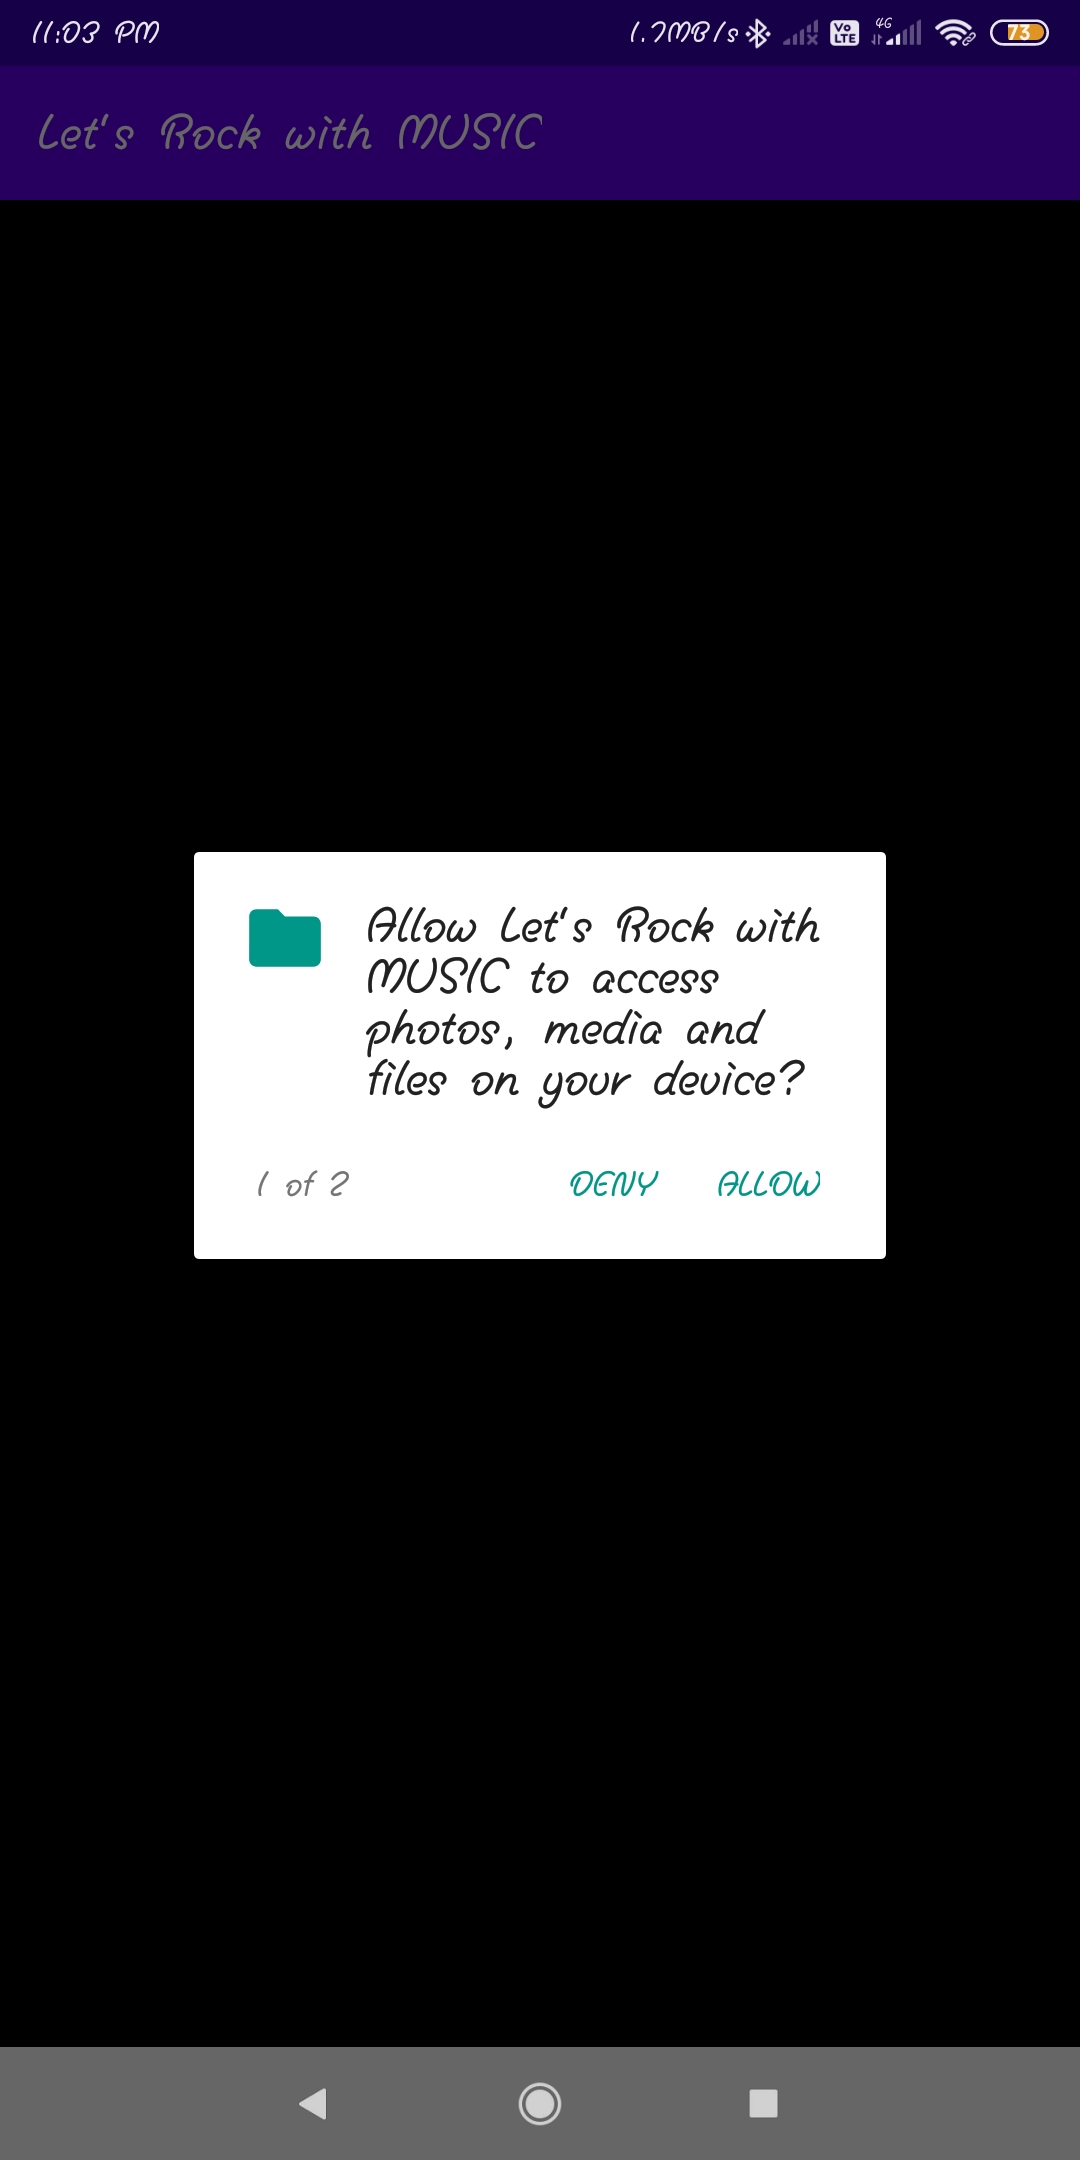 11:03 PM 1.7MB/s Vo LTE 4G 73
Let's Rock with MUSIC
Allow Let's Rock with
MUSIC to access
photos, media and
files on your device?
1 of 2 DENY ALLOW